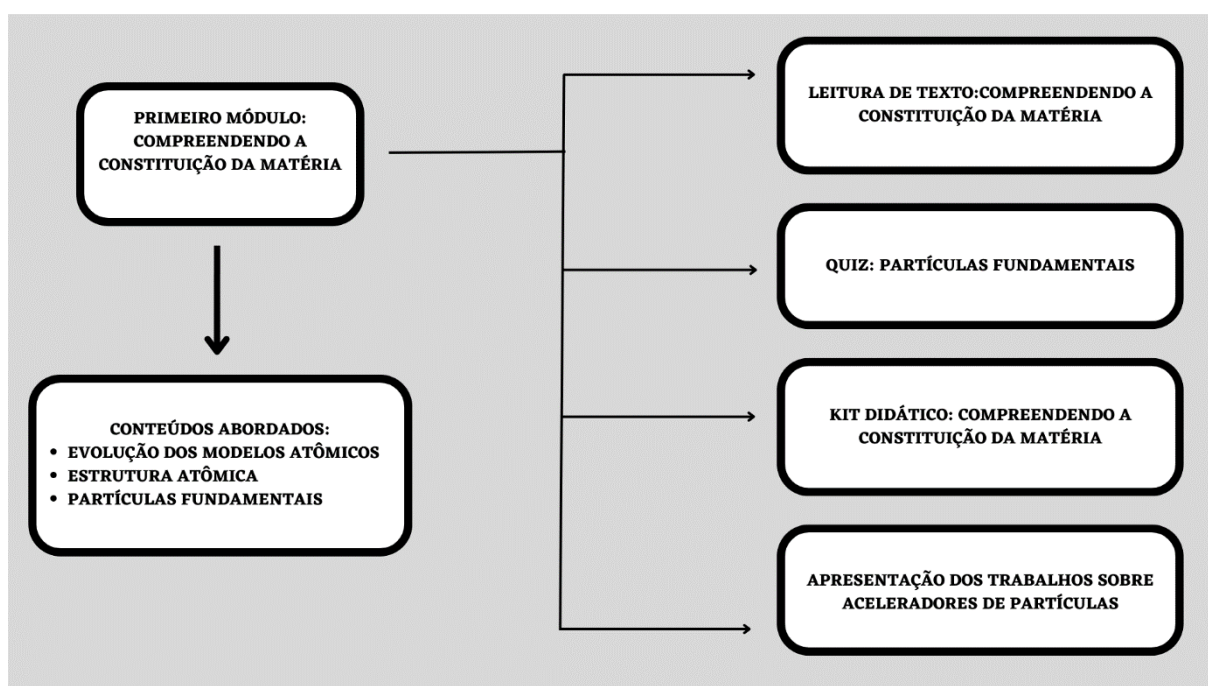 PRIMEIRO MÓDULO:
COMPREENDENDO A
CONSTITUIÇÃO DA MATÉRIA
CONTEÚDOS ABORDADOS:
• EVOLUÇÃO DOS MODELOS ATÔMICOS
• ESTRUTURA ATÔMICA
• PARTÍCULAS FUNDAMENTAIS
LEITURA DE TEXTO:COMPREENDENDO A
CONSTITUIÇÃO DA MATÉRIA
QUIZ: PARTÍCULAS FUNDAMENTAIS
KIT DIDÁTICO: COMPREENDENDO A
CONSTITUIÇÃO DA MATÉRIA
APRESENTAÇÃO DOS TRABALHOS SOBRE
ACELERADORES DE PARTÍCULAS